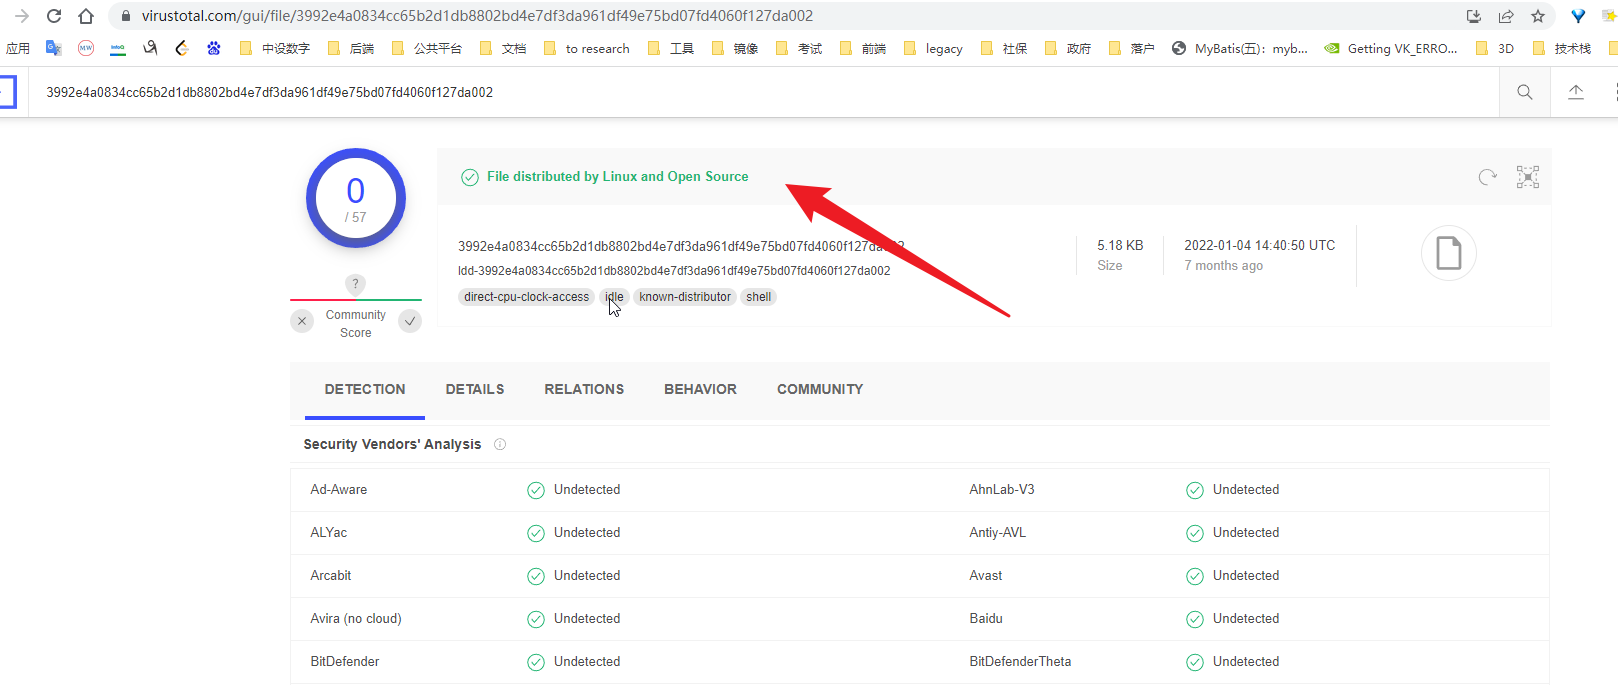 virustotal.com/gui/file/3992e4a0834cc65b2d1db8802bd4e7df3da961df49e75bd07fd4060f127da002
应用 中设数字 后端 公共平台 文档 to research 工具 镜像 考试 前端 legacy 社保 政府 落户 MyBatis(五)：myb... Getting VK_ERRO... 3D 技术栈
3992e4a0834cc65b2d1db8802bd4e7df3da961df49e75bd07fd4060f127da002
0
/ 57
?
Community
Score
File distributed by Linux and Open Source
3992e4a0834cc65b2d1db8802bd4e7df3da961df49e75bd07fd4060f127da002
ldd-3992e4a0834cc65b2d1db8802bd4e7df3da961df49e75bd07fd4060f127da002
direct-cpu-clock-access idle known-distributor shell
5.18 KB
Size
2022-01-04 14:40:50 UTC
7 months ago
DETECTION DETAILS RELATIONS BEHAVIOR COMMUNITY
Security Vendors' Analysis
Ad-Aware Undetected AhnLab-V3 Undetected
ALYac Undetected Antiy-AVL Undetected
Arcabit Undetected Avast Undetected
Avira (no cloud) Undetected Baidu Undetected
BitDefender Undetected BitDefenderTheta Undetected